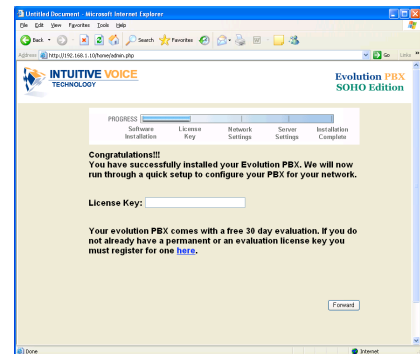 Untitled Document - Microsoft Internet Explorer
File Edit View Favorites Tools Help
Back Search Favorites
Address http://192.168.1.10/home/admin.php Go Links
INTUITIVE VOICE
TECHNOLOGY
Evolution PBX
SOHO Edition
PROGRESS
Software Installation
License Key
Network Settings
Server Settings
Installation Complete
Congratulations!!!
You have successfully installed your Evolution PBX. We will now
run through a quick setup to configure your PBX for your network.
License Key:
Your evolution PBX comes with a free 30 day evaluation. If you do
not already have a permanent or an evaluation license key you
must register for one here.
Forward
Done Internet